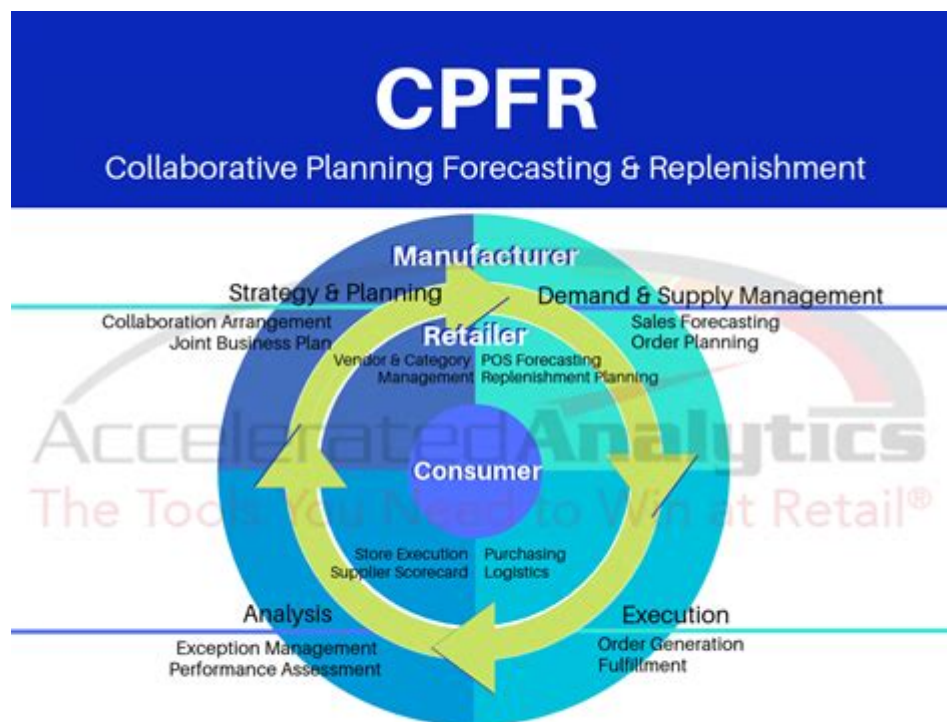 CPFR
Collaborative Planning Forecasting & Replenishment
Manufacturer
Strategy & Planning
Collaboration Arrangement
Joint Business Plan
Demand & Supply Management
Sales Forecasting
Order Planning
Retailer
Vendor & Category
Management
POS Forecasting
Replenishment Planning
AcceleratedAnalytics
The Tools You Need to Win at Retail®
Consumer
Store Execution
Supplier Scorecard
Purchasing
Logistics
Analysis
Exception Management
Performance Assessment
Execution
Order Generation
Fulfillment